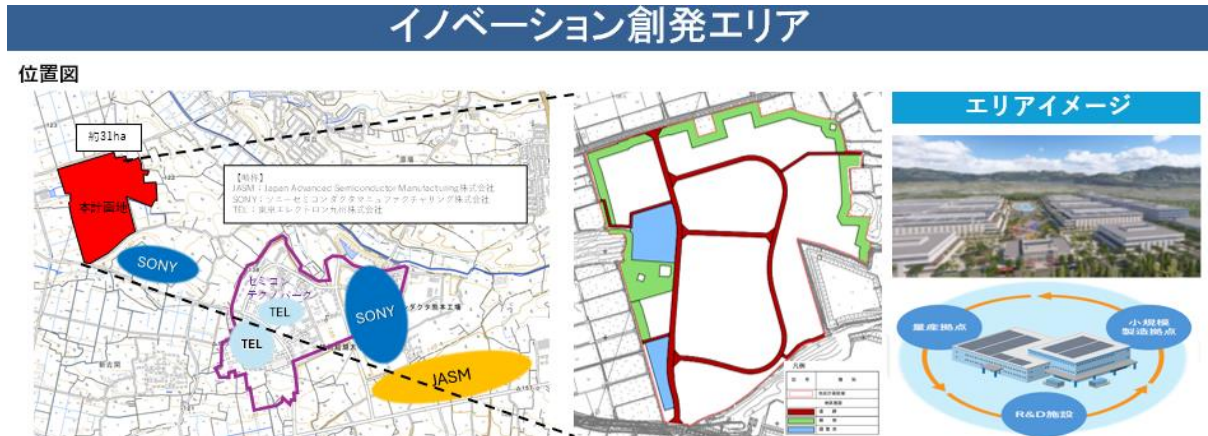 イノベーション創発エリア
位置図
約31ha
本計画地
【略称】
JASM：Japan Advanced Semiconductor Manufacturing株式会社
SONY：ソニーセミコンダクタマニュファクチャリング株式会社
TEL：東京エレクトロン九州株式会社
SONY
セミコン
テクノパーク
TEL
TEL
SONY
JASM
凡例
エリアイメージ
量産拠点
小規模
製造拠点
R&D施設